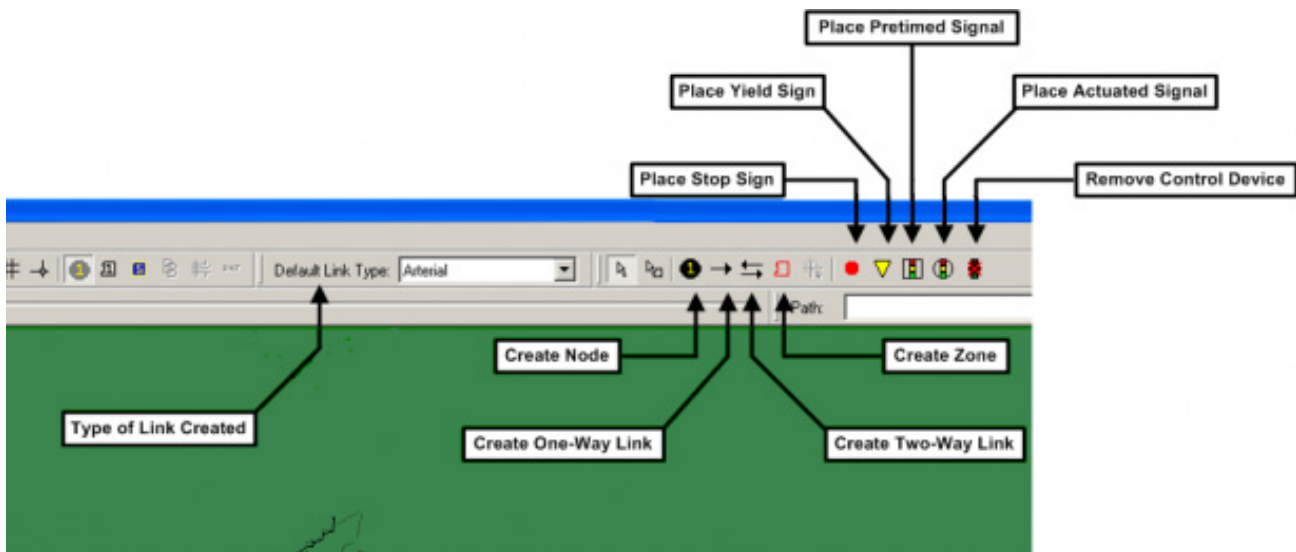 Place Pretimed Signal
Place Yield Sign
Place Actuated Signal
Place Stop Sign
Remove Control Device
Default Link Type: Arterial
1
Path:
Create Node
Create Zone
Type of Link Created
Create One-Way Link
Create Two-Way Link